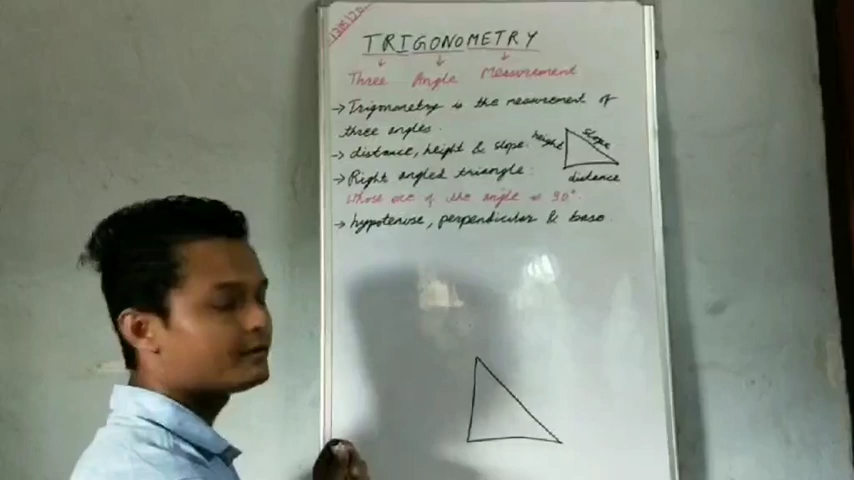 TRIGONOMETRY
Three Angle Measurement
→ Trigonometry is the measurement of
three angles.
→ distance, height & slope.
height
slope
distance
→ Right angled triangle.
Whose one of the angle is 90°.
→ hypotenuse, perpendicular & base.